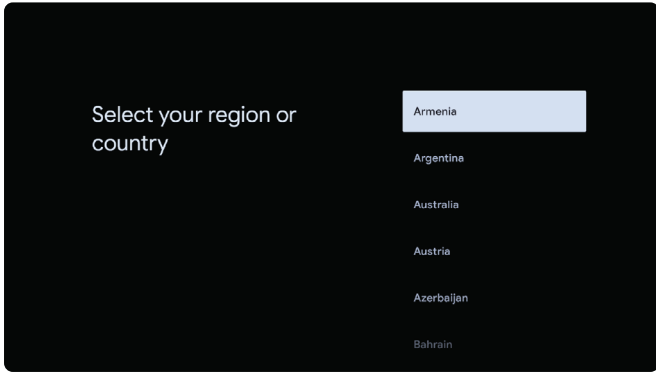 Select your region or
country
Armenia
Argentina
Australia
Austria
Azerbaijan
Bahrain